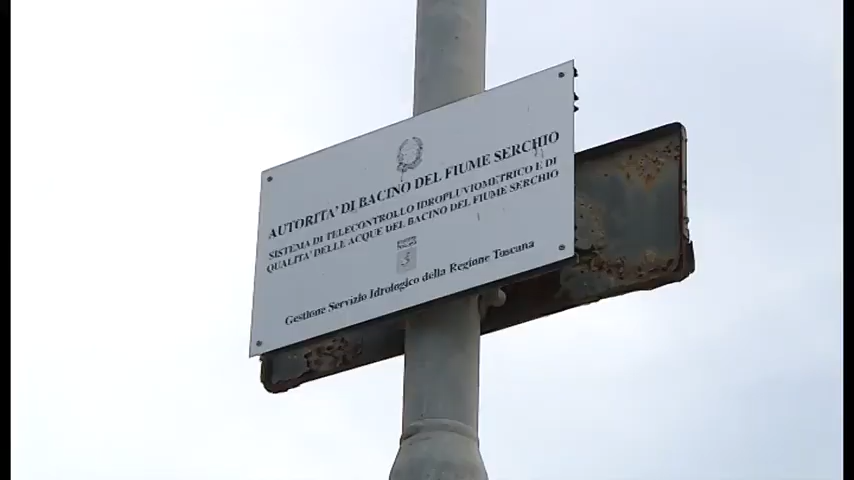 AUTORITA' DI BACINO DEL FIUME SERCHIO
SISTEMA DI TELECONTROLLO IDROPLUVIOMETRICO E DI
QUALITA' DELLE ACQUE DEL BACINO DEL FIUME SERCHIO
Gestione Servizio Idrologico della Regione Toscana